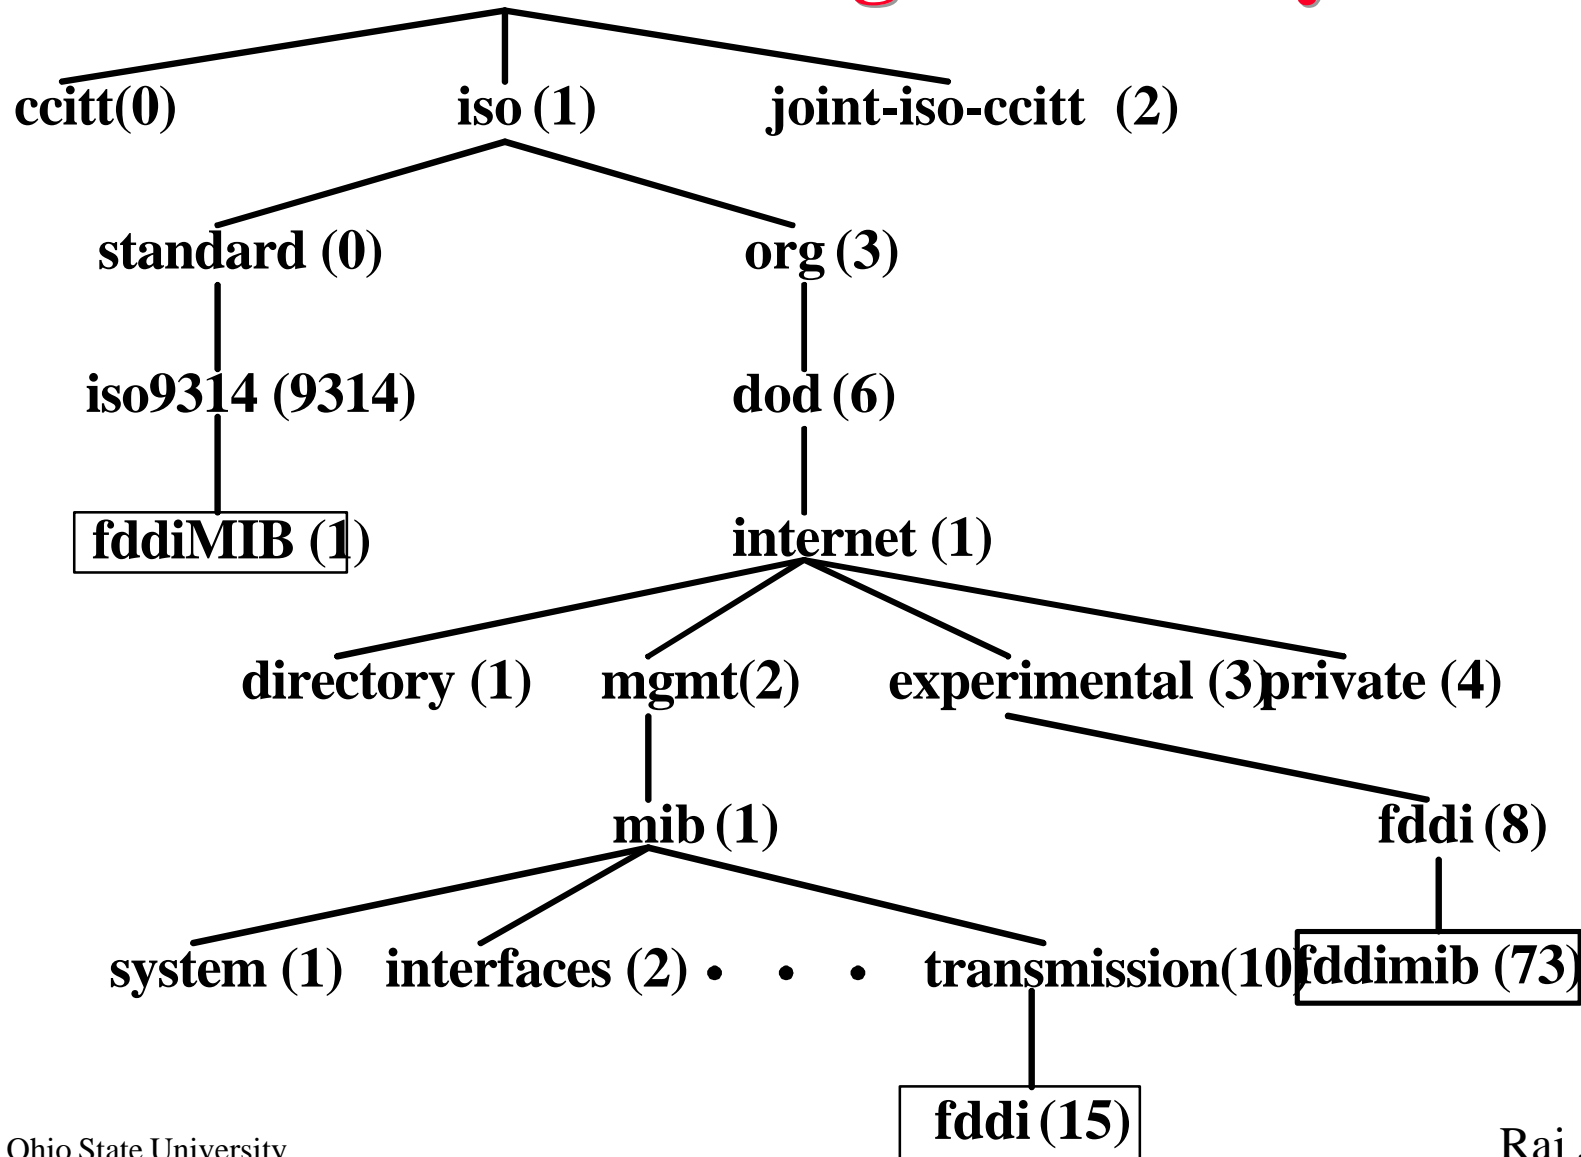 ccitt(0) iso (1) joint-iso-ccitt (2)
standard (0) org (3)
iso9314 (9314) dod (6)
fddiMIB (1) internet (1)
directory (1) mgmt(2) experimental (3) private (4)
mib (1) fddi (8)
system (1) interfaces (2) • • • transmission(10) fddimib (73)
fddi (15)
Ohio State University Raj